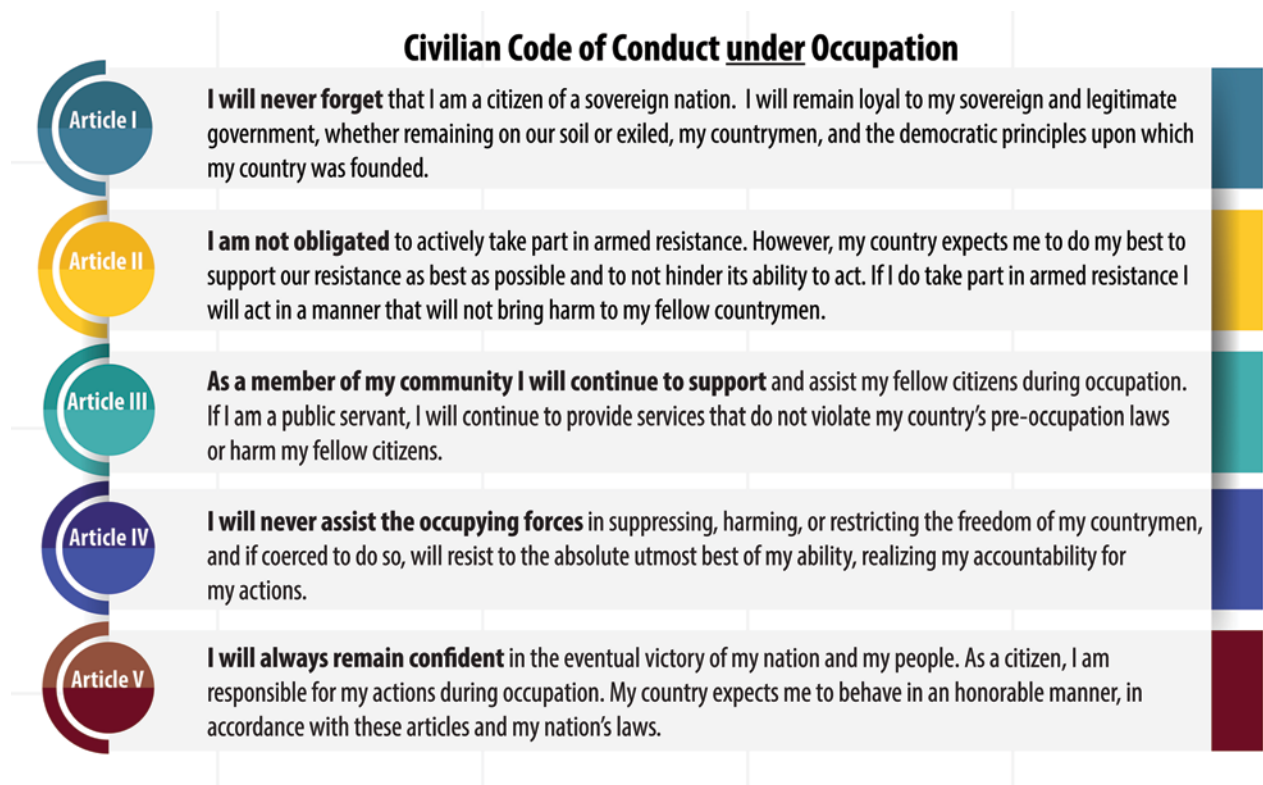 Civilian Code of Conduct under Occupation
Article I
I will never forget that I am a citizen of a sovereign nation.  I will remain loyal to my sovereign and legitimate
government, whether remaining on our soil or exiled, my countrymen, and the democratic principles upon which
my country was founded.
Article II
I am not obligated to actively take part in armed resistance. However, my country expects me to do my best to
support our resistance as best as possible and to not hinder its ability to act. If I do take part in armed resistance I
will act in a manner that will not bring harm to my fellow countrymen.
Article III
As a member of my community I will continue to support and assist my fellow citizens during occupation.
If I am a public servant, I will continue to provide services that do not violate my country’s pre-occupation laws
or harm my fellow citizens.
Article IV
I will never assist the occupying forces in suppressing, harming, or restricting the freedom of my countrymen,
and if coerced to do so, will resist to the absolute utmost best of my ability, realizing my accountability for
my actions.
Article V
I will always remain confident in the eventual victory of my nation and my people. As a citizen, I am
responsible for my actions during occupation. My country expects me to behave in an honorable manner, in
accordance with these articles and my nation’s laws.